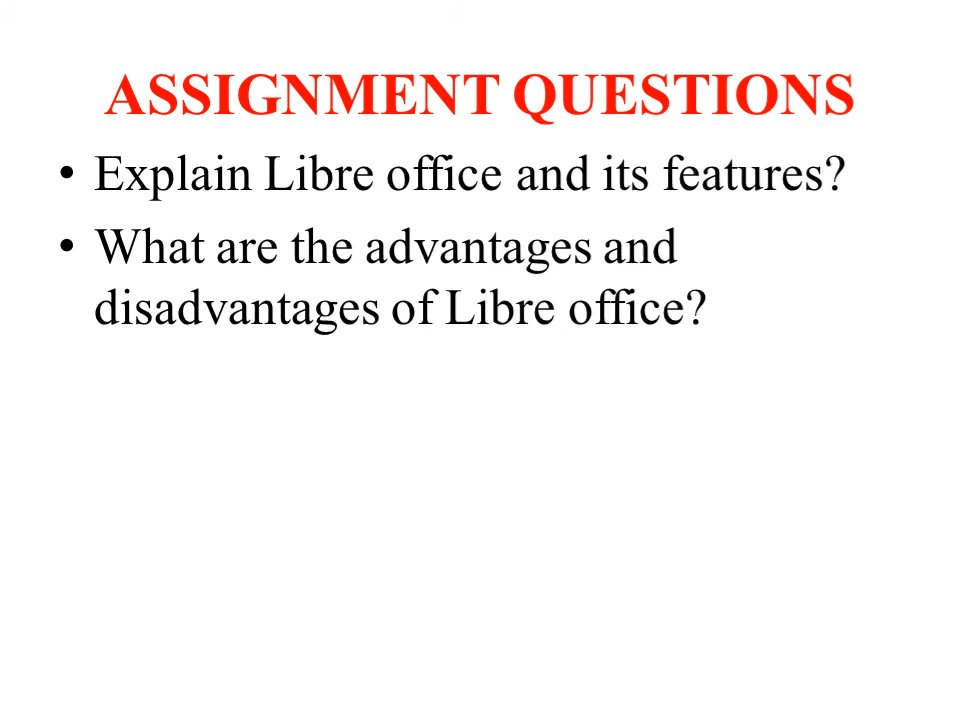 ASSIGNMENT QUESTIONS
• Explain Libre office and its features?
• What are the advantages and
disadvantages of Libre office?